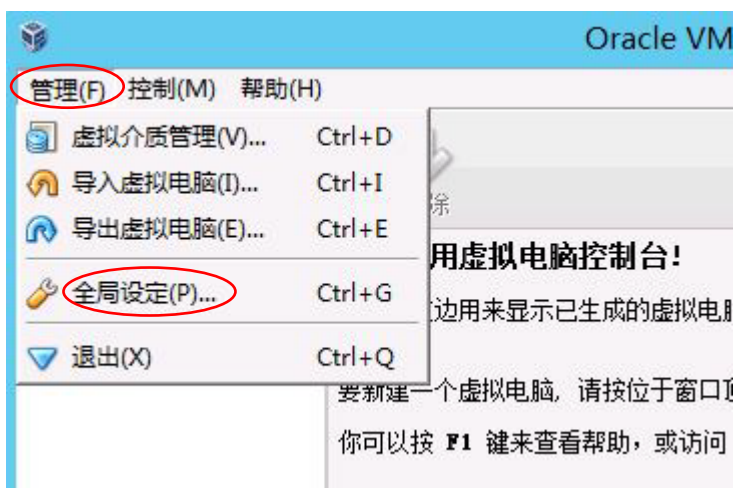 Oracle VM
管理(F) 控制(M) 帮助(H)
虚拟介质管理(V)... Ctrl+D
导入虚拟电脑(I)... Ctrl+I
导出虚拟电脑(E)... Ctrl+E
全局设定(P)... Ctrl+G
退出(X) Ctrl+Q
除
用虚拟电脑控制台!
边用来显示已生成的虚拟电脑
要新建一个虚拟电脑, 请按位于窗口顶
你可以按 F1 键来查看帮助, 或访问